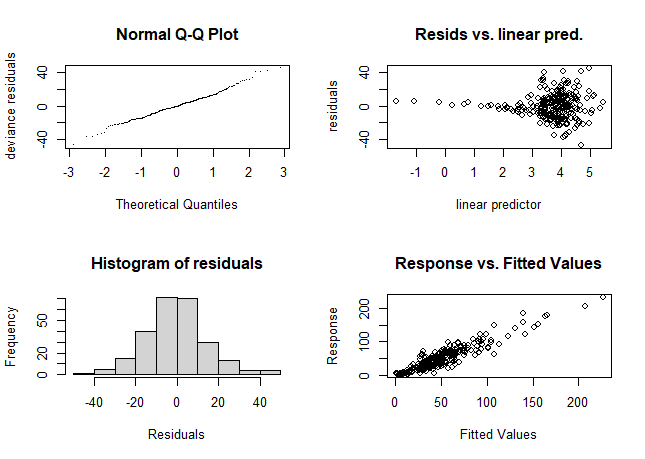 Normal Q-Q Plot
deviance residuals
-40 0 40
-3 -2 -1 0 1 2 3
Theoretical Quantiles
Resids vs. linear pred.
residuals
-40 0 40
-1 0 1 2 3 4 5
linear predictor
Histogram of residuals
Frequency
0 20 50
-40 -20 0 20 40
Residuals
Response vs. Fitted Values
Response
0 100 200
0 50 100 150 200
Fitted Values